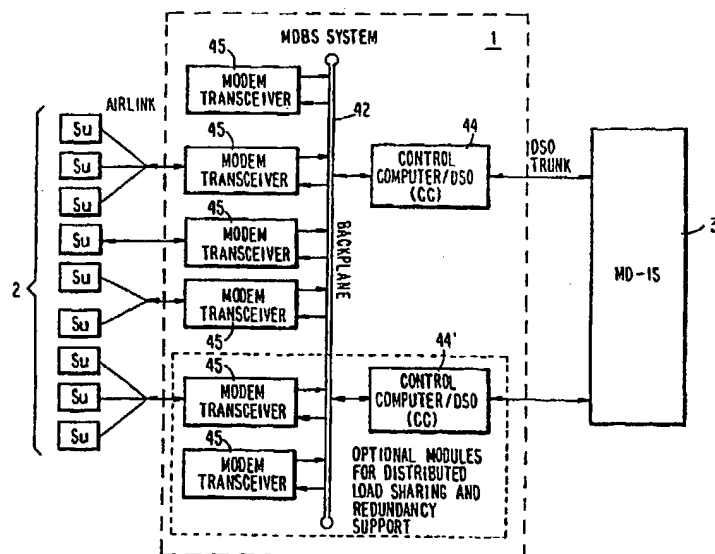 MDBS SYSTEM
1
45
MODEM
TRANSCEIVER
AIRLINK
42
Su
Su
Su
Su
Su
Su
Su
Su
Su
2
45
MODEM
TRANSCEIVER
45
MODEM
TRANSCEIVER
MODEM
TRANSCEIVER
45
BACKPLANE
44
CONTROL
COMPUTER/DSO
(CC)
DSO
TRUNK
3
MD-IS
45
MODEM
TRANSCEIVER
45
MODEM
TRANSCEIVER
44'
CONTROL
COMPUTER/DSO
(CC)
OPTIONAL MODULES
FOR DISTRIBUTED
LOAD SHARING AND
REDUNDANCY
SUPPORT